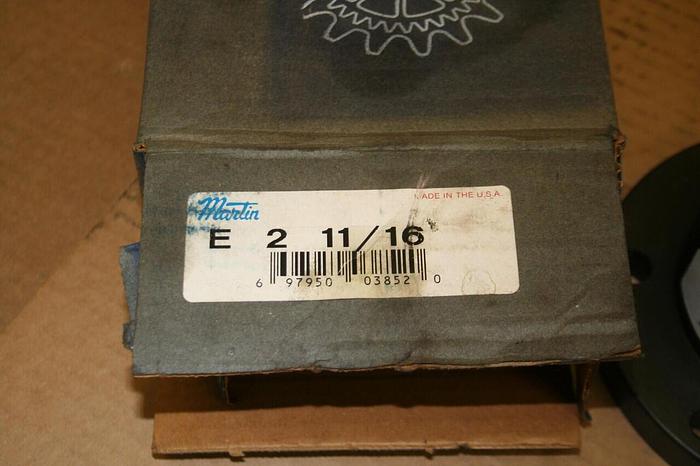 Martin
MADE IN THE U.S.A.
E 2 11/16
6 97950 03852 0